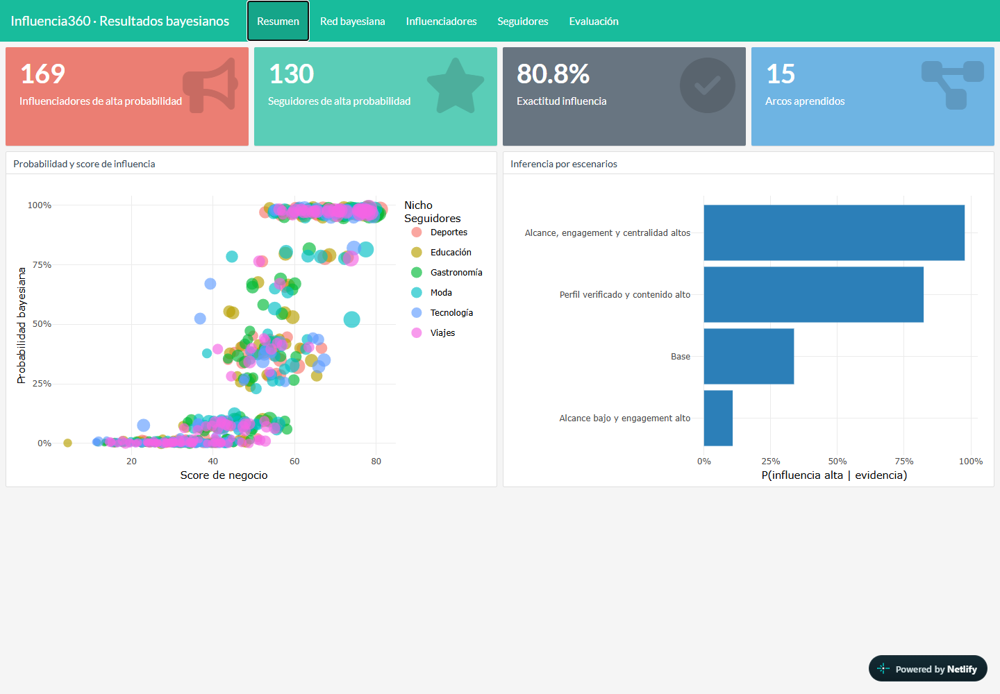 Influencia360 · Resultados bayesianos
Resumen
Red bayesiana
Influenciadores
Seguidores
Evaluación
169
Influenciadores de alta probabilidad
130
Seguidores de alta probabilidad
80.8%
Exactitud influencia
15
Arcos aprendidos
Probabilidad y score de influencia
100%
75%
50%
25%
0%
Probabilidad bayesiana
20
40
60
80
Score de negocio
Nicho
Seguidores
Deportes
Educación
Gastronomía
Moda
Tecnología
Viajes
Inferencia por escenarios
Alcance, engagement y centralidad altos
Perfil verificado y contenido alto
Base
Alcance bajo y engagement alto
0%
25%
50%
75%
100%
P(influencia alta | evidencia)
Powered by Netlify